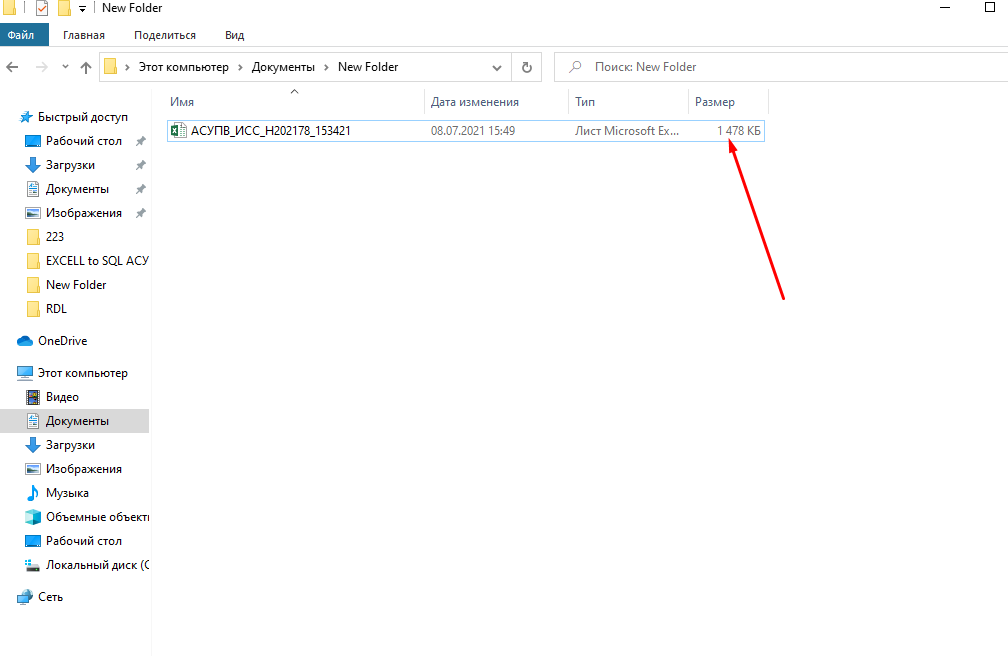 New Folder
Файл Главная Поделиться Вид
Этот компьютер Документы New Folder Поиск: New Folder
Имя Дата изменения Тип Размер
АСУПВ_ИСС_Н202178_153421 08.07.2021 15:49 Лист Microsoft Ex... 1 478 КБ
Быстрый доступ
Рабочий стол
Загрузки
Документы
Изображения
223
EXCELL to SQL АСУ
New Folder
RDL
OneDrive
Этот компьютер
Видео
Документы
Загрузки
Изображения
Музыка
Объемные объект
Рабочий стол
Локальный диск (C
Сеть